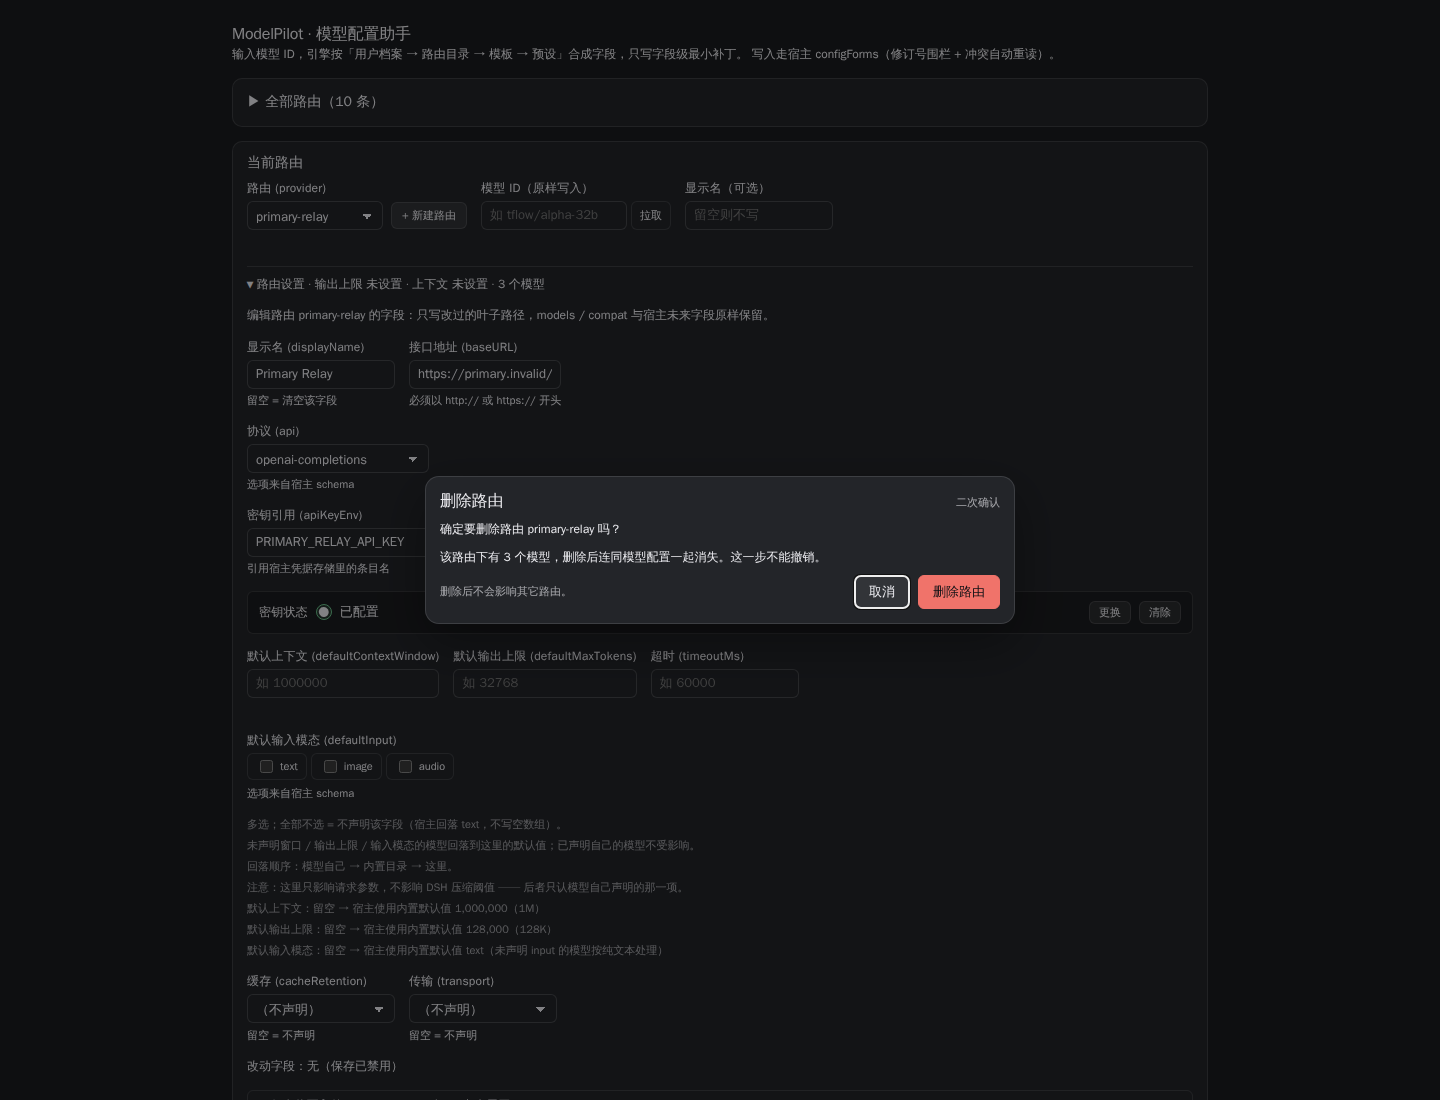 ModelPilot · 模型配置助手
输入模型 ID，引擎按「用户档案 → 路由目录 → 模板 → 预设」合成字段，只写字段级最小补丁。 写入走宿主 configForms（修订号围栏 + 冲突自动重读）。
▶ 全部路由（10 条）
当前路由
路由 (provider) 模型 ID（原样写入） 显示名（可选）
primary-relay + 新建路由 如 tflow/alpha-32b 拉取 留空则不写
▾ 路由设置 · 输出上限 未设置 · 上下文 未设置 · 3 个模型
编辑路由 primary-relay 的字段：只写改过的叶子路径，models / compat 与宿主未来字段原样保留。
显示名 (displayName) 接口地址 (baseURL)
Primary Relay https://primary.invalid/
留空 = 清空该字段 必须以 http:// 或 https:// 开头
协议 (api)
openai-completions
选项来自宿主 schema
密钥引用 (apiKeyEnv)
PRIMARY_RELAY_API_KEY
引用宿主凭据存储里的条目名
删除路由 二次确认
确定要删除路由 primary-relay 吗？
该路由下有 3 个模型，删除后连同模型配置一起消失。这一步不能撤销。
删除后不会影响其它路由。 取消 删除路由
密钥状态 已配置 更换 清除
默认上下文 (defaultContextWindow) 默认输出上限 (defaultMaxTokens) 超时 (timeoutMs)
如 1000000 如 32768 如 60000
默认输入模态 (defaultInput)
text image audio
选项来自宿主 schema
多选；全部不选 = 不声明该字段（宿主回落 text，不写空数组）。
未声明窗口 / 输出上限 / 输入模态的模型回落到这里的默认值；已声明自己的模型不受影响。
回落顺序：模型自己 → 内置目录 → 这里。
注意：这里只影响请求参数，不影响 DSH 压缩阈值 —— 后者只认模型自己声明的那一项。
默认上下文：留空 → 宿主使用内置默认值 1,000,000（1M）
默认输出上限：留空 → 宿主使用内置默认值 128,000（128K）
默认输入模态：留空 → 宿主使用内置默认值 text（未声明 input 的模型按纯文本处理）
缓存 (cacheRetention) 传输 (transport)
（不声明） （不声明）
留空 = 不声明 留空 = 不声明
改动字段：无（保存已禁用）